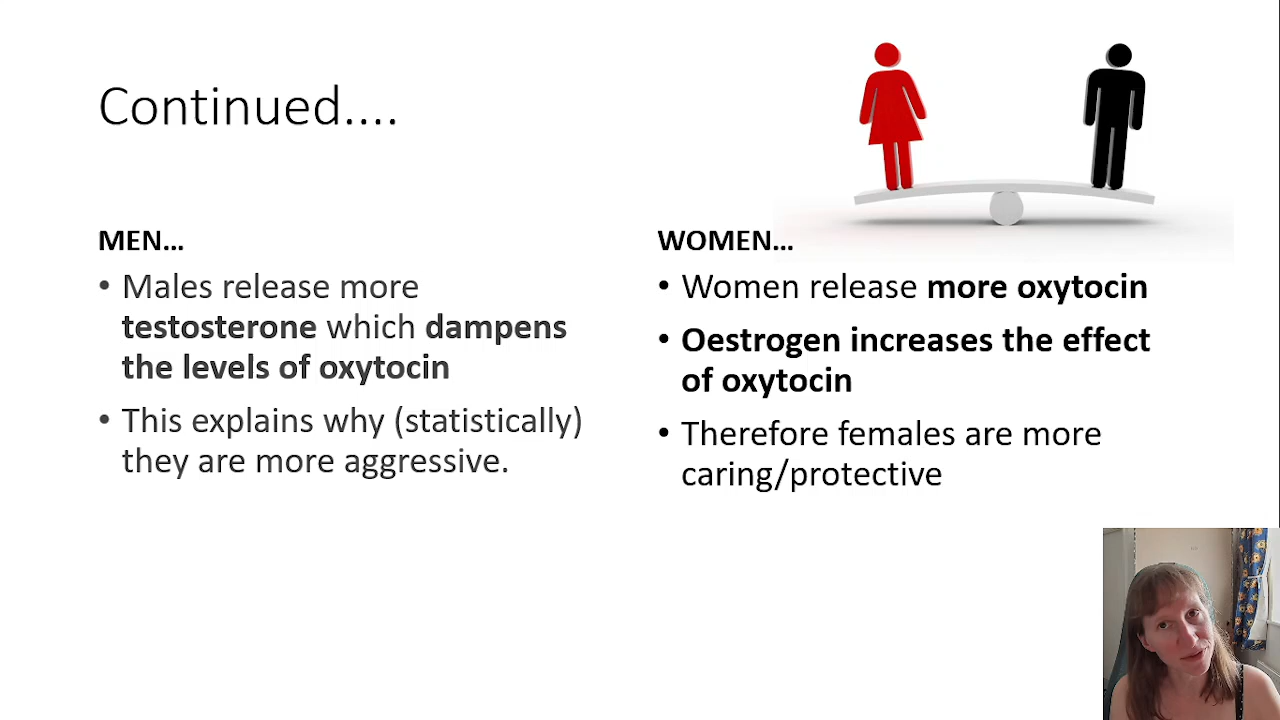 Continued....
MEN...
• Males release more
testosterone which dampens
the levels of oxytocin
• This explains why (statistically)
they are more aggressive.
WOMEN...
• Women release more oxytocin
• Oestrogen increases the effect
of oxytocin
• Therefore females are more
caring/protective